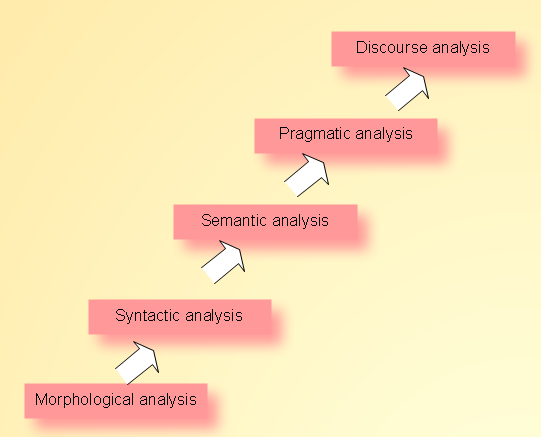 Discourse analysis
Pragmatic analysis
Semantic analysis
Syntactic analysis
Morphological analysis